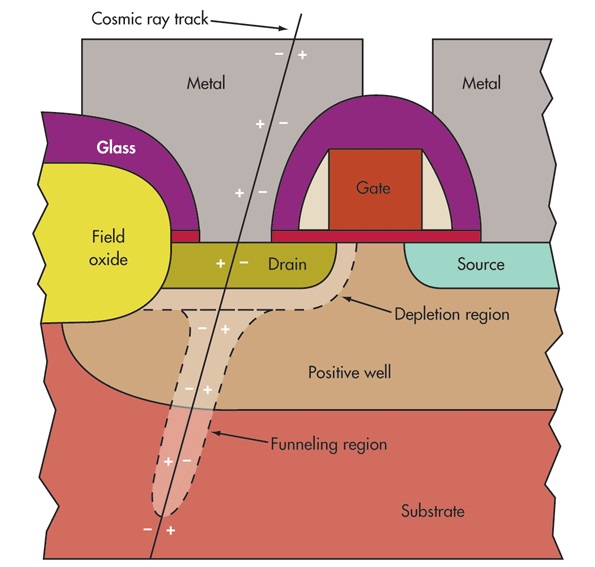 Cosmic ray track
− +
Metal
Metal
+ −
Glass
+ −
Gate
Field
oxide
+ −
Drain
Source
Depletion region
− +
Positive well
− +
Funneling region
+ −
Substrate
− +